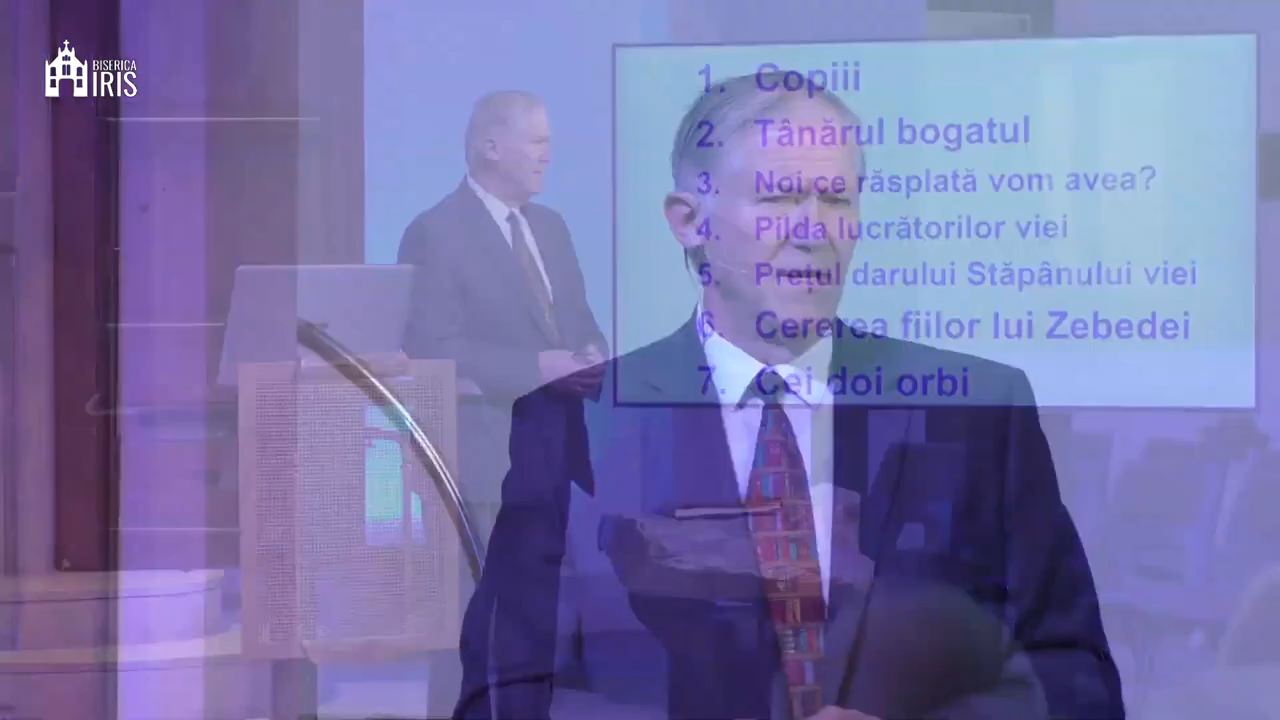 BISERICA
IRIS
1. Copiii
2. Tânărul bogatul
3. Noi ce răsplată vom avea?
4. Pilda lucrătorilor viei
5. Prețul darului Stăpânului viei
6. Cererea fiilor lui Zebedei
7. Cei doi orbi